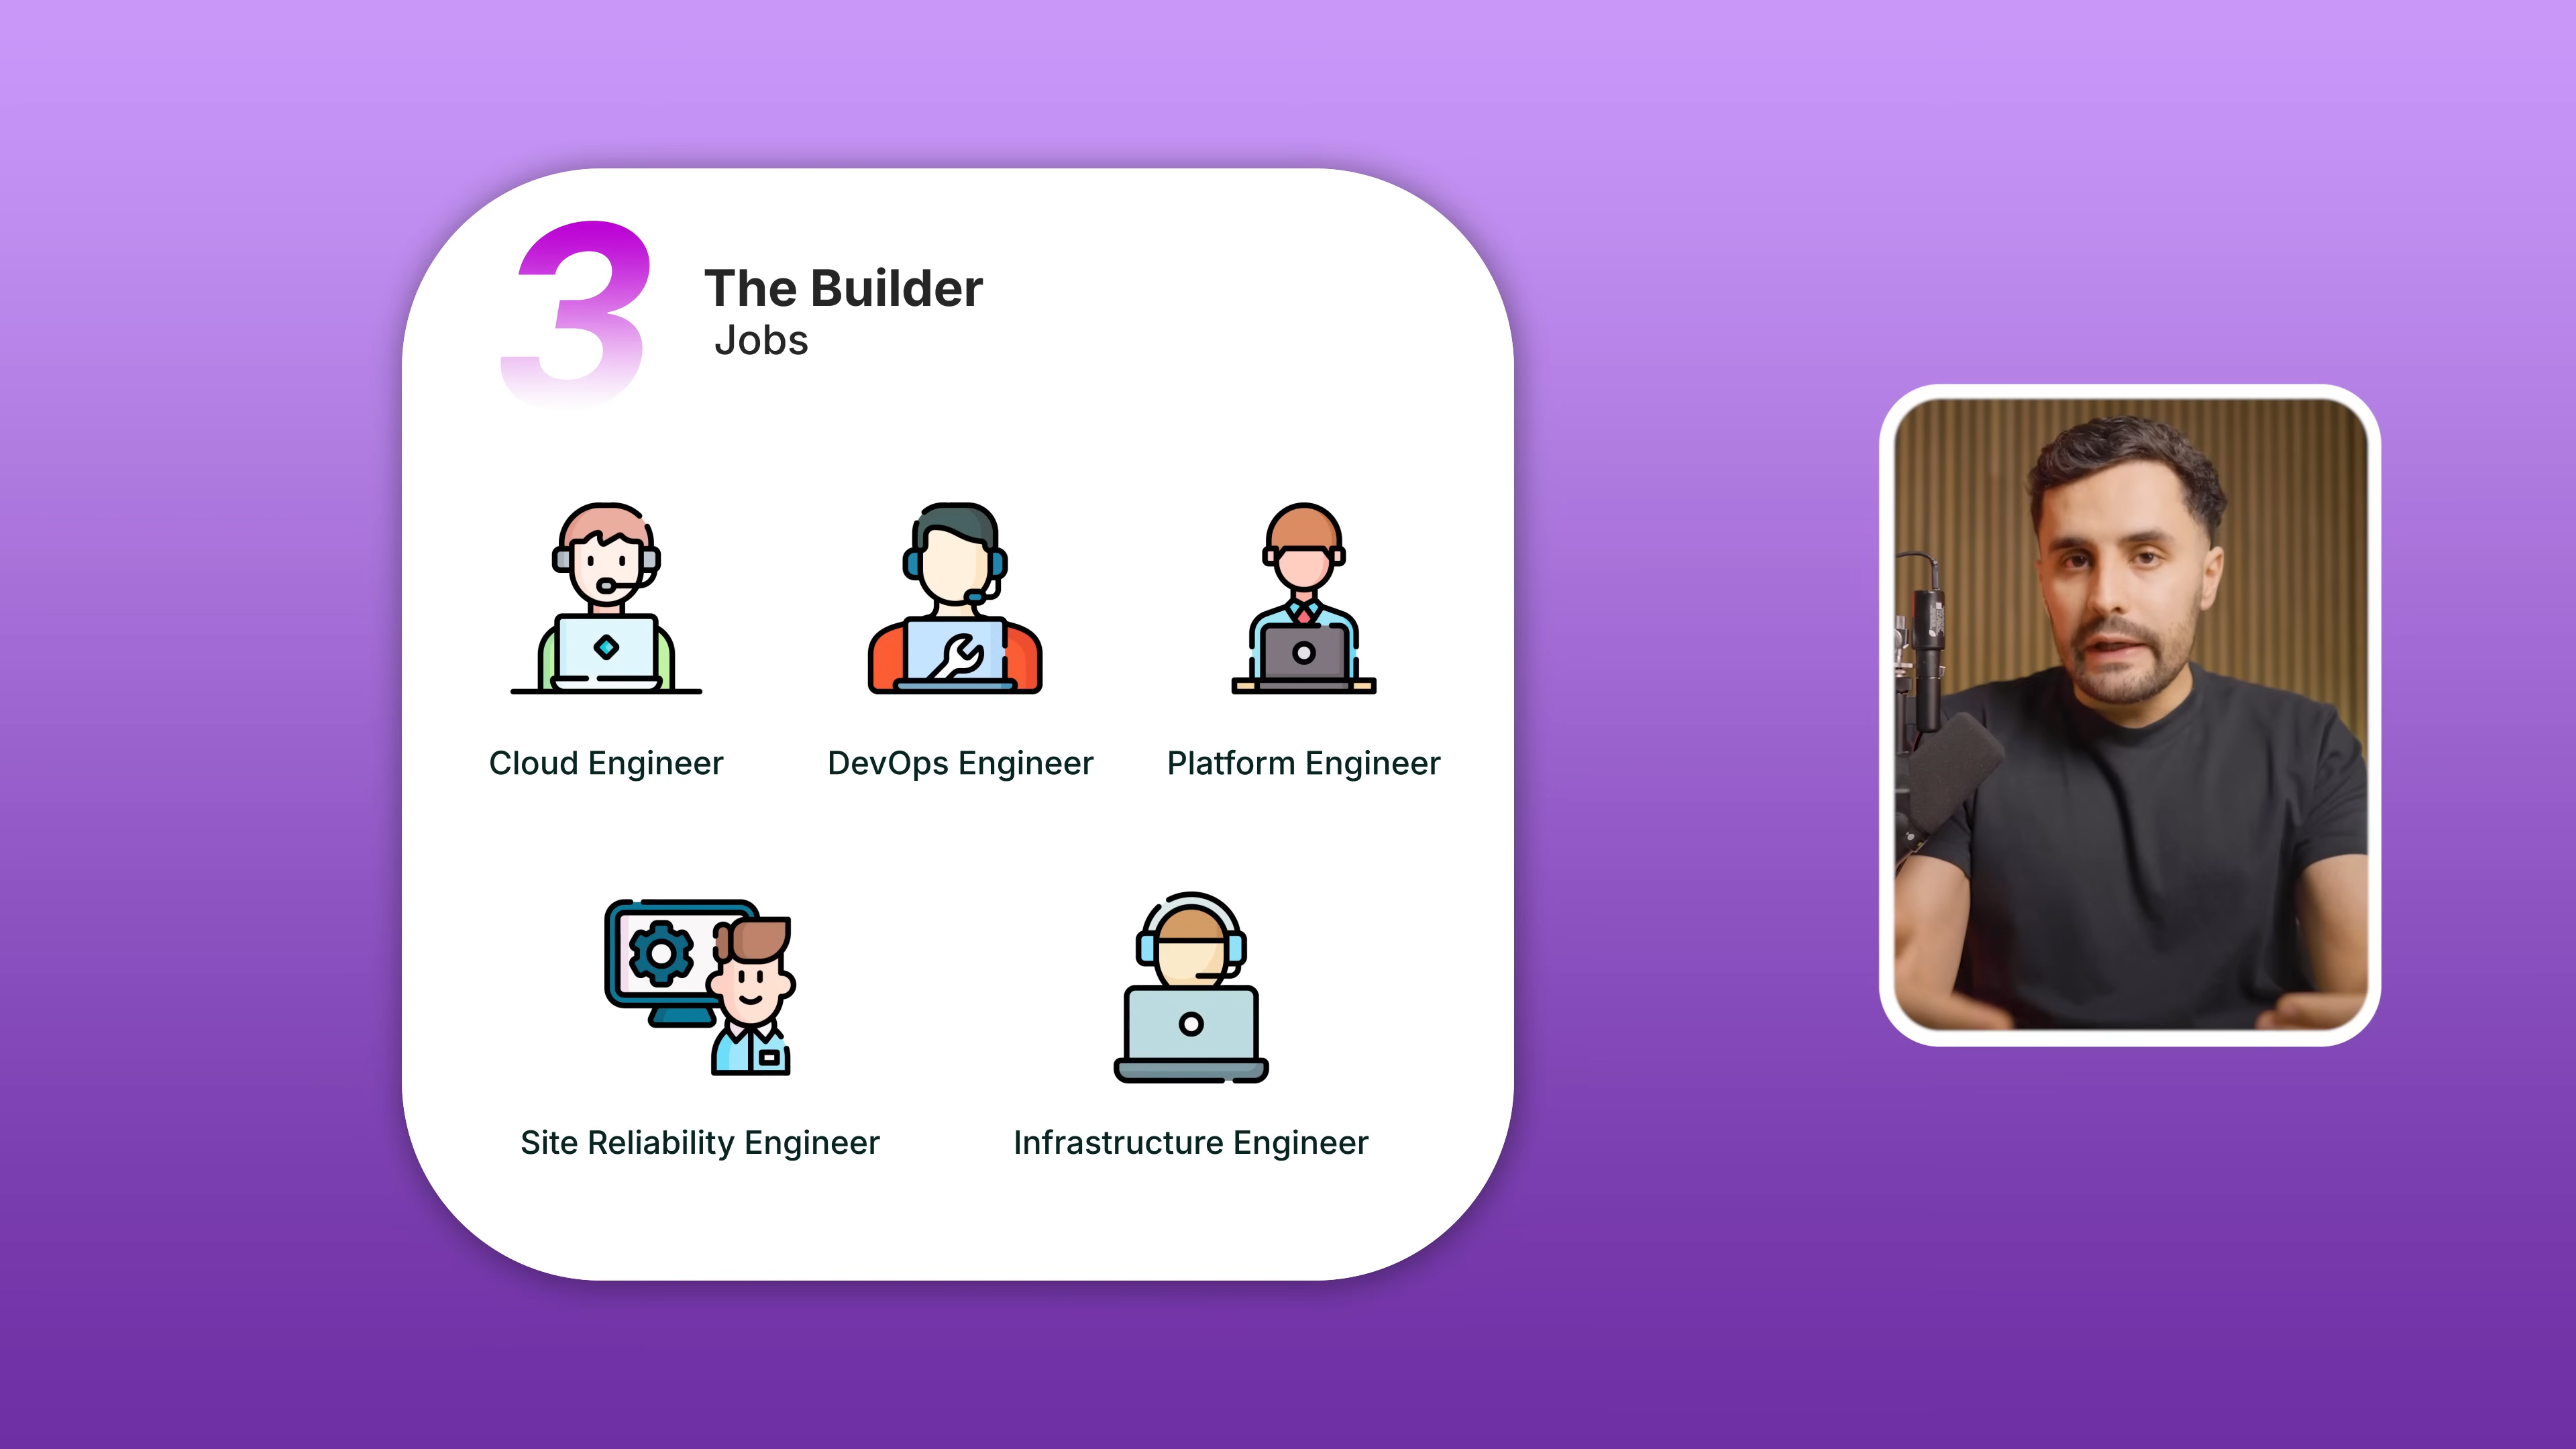 3
The Builder
Jobs
Cloud Engineer
DevOps Engineer
Platform Engineer
Site Reliability Engineer
Infrastructure Engineer